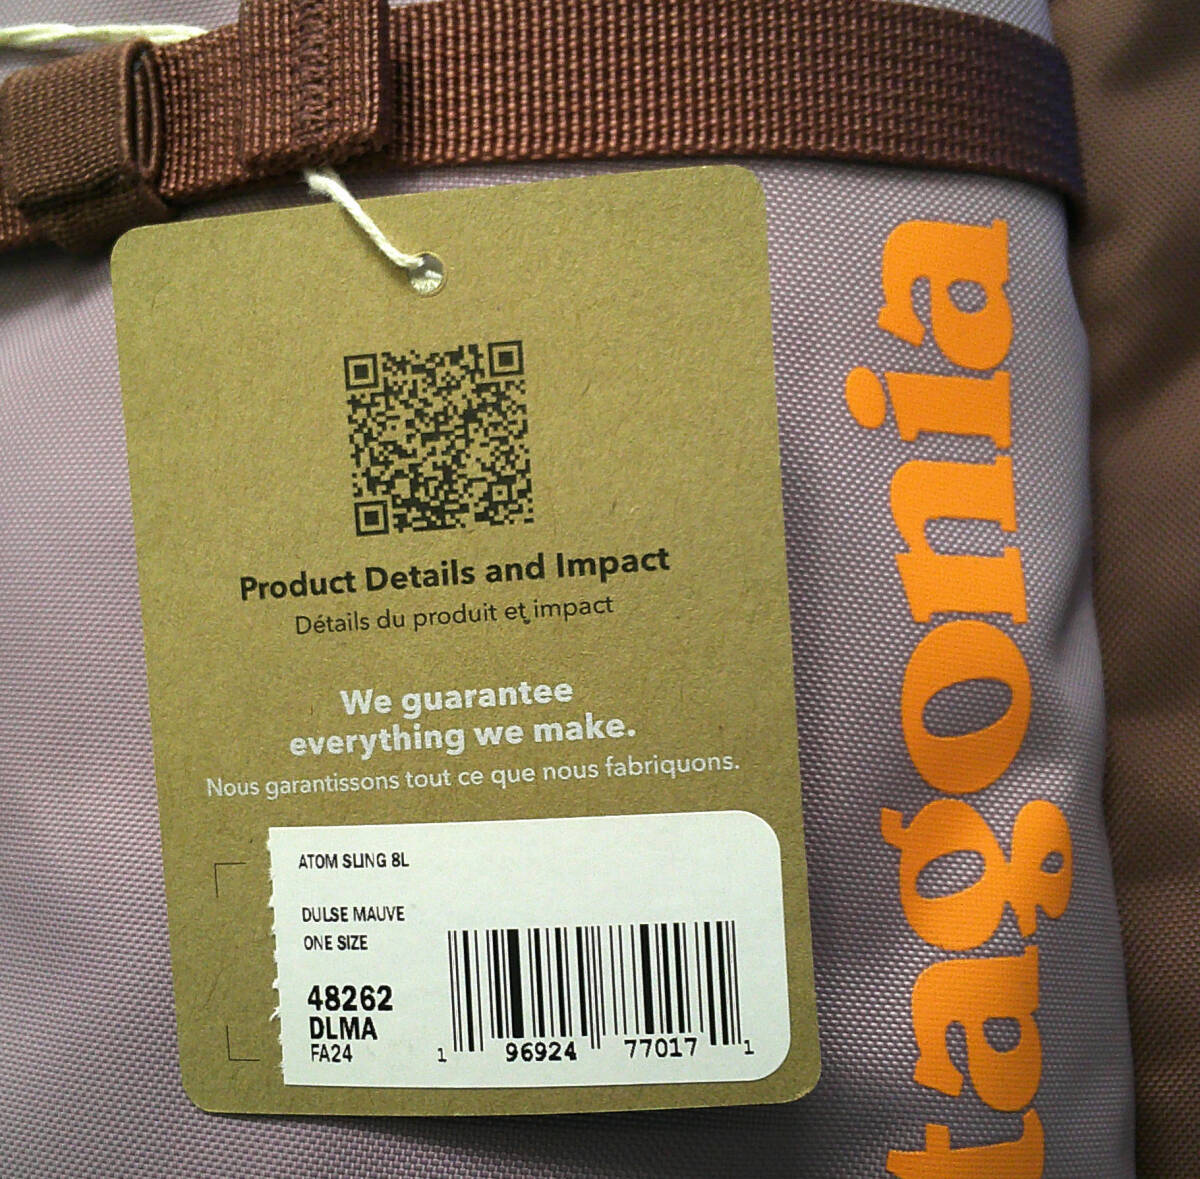 Product Details and Impact
Détails du produit et impact
We guarantee
everything we make.
Nous garantissons tout ce que nous fabriquons.
ATOM SLING 8L
DULSE MAUVE
ONE SIZE
48262
DLMA
FA24
1 96924 77017 1
tagonia